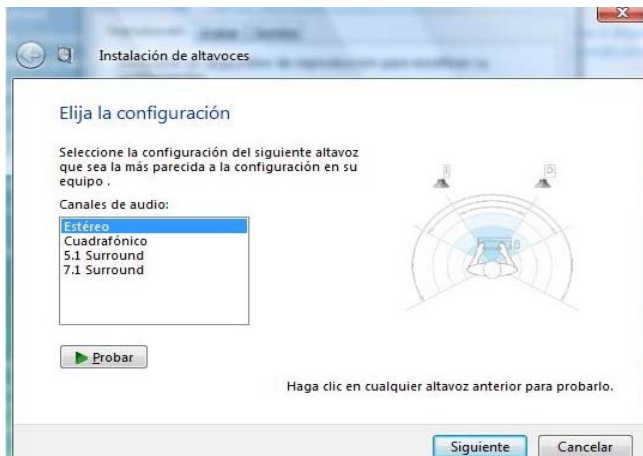 Instalación de altavoces
Elija la configuración
Seleccione la configuración del siguiente altavoz
que sea la más parecida a la configuración en su
equipo .
Canales de audio:
Estéreo
Cuadrafónico
5.1 Surround
7.1 Surround
Probar
I
D
Haga clic en cualquier altavoz anterior para probarlo.
Siguiente
Cancelar